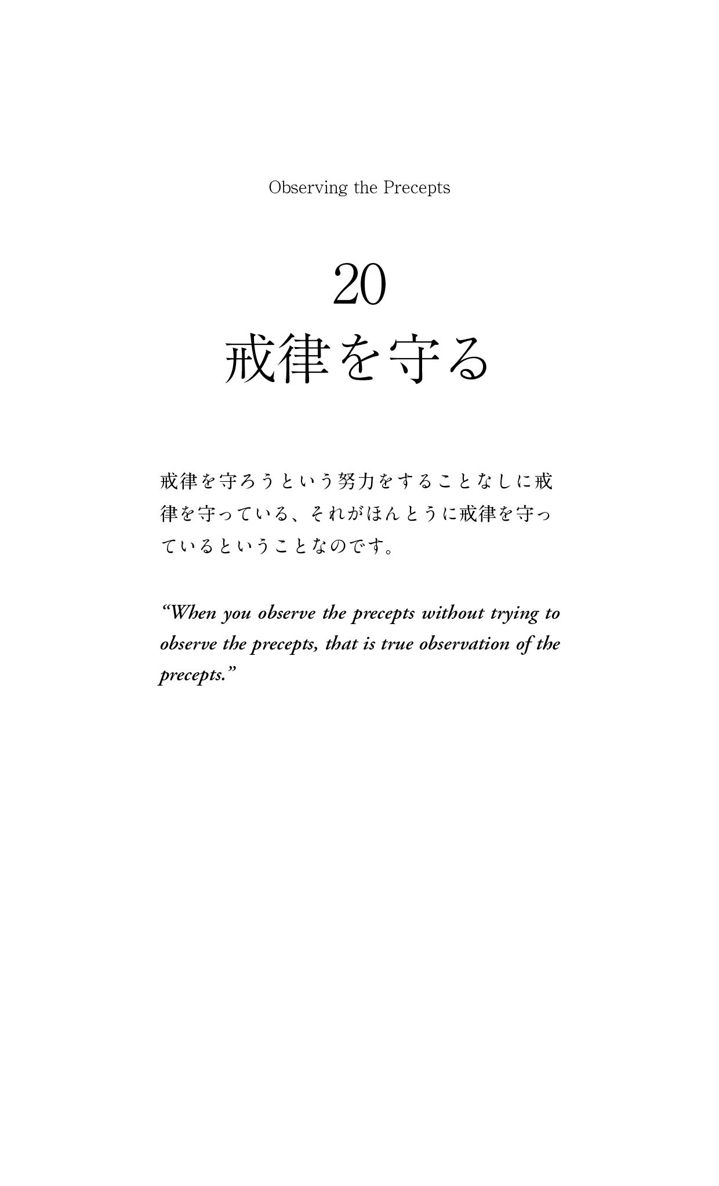 Observing the Precepts
20
戒律を守る
戒律を守ろうという努力をすることなしに戒
律を守っている、それがほんとうに戒律を守っ
ているということなのです。
“When you observe the precepts without trying to
observe the precepts, that is true observation of the
precepts.”